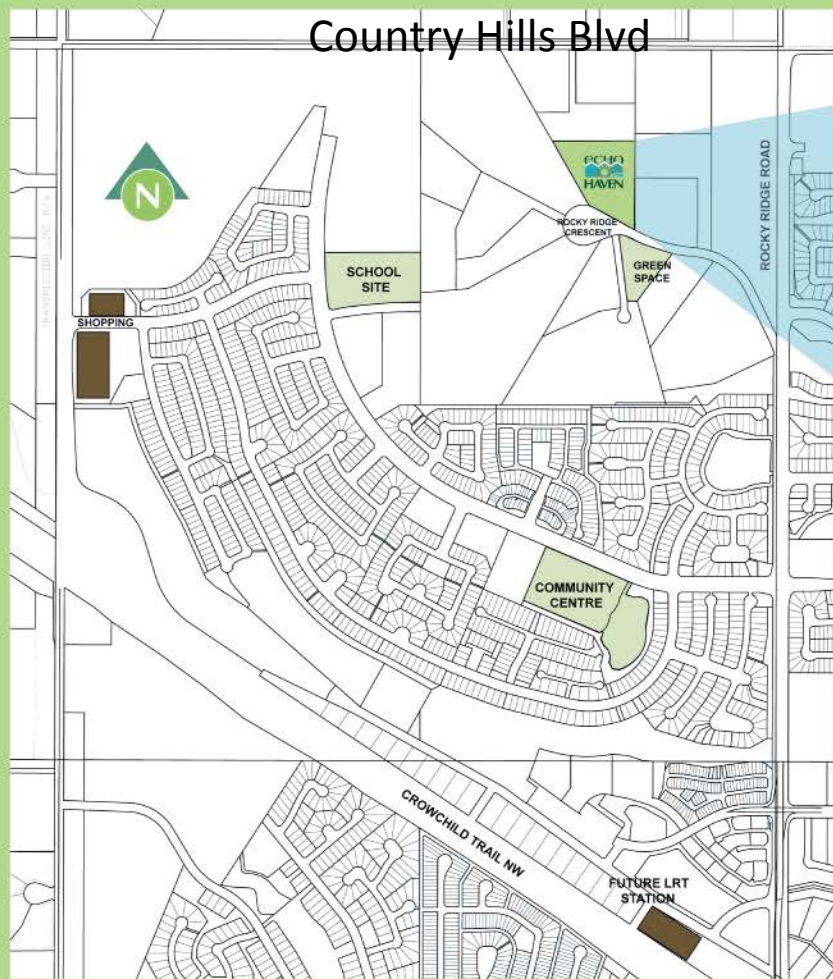 Country Hills Blvd
N
echo
HAVEN
ROCKY RIDGE
CRESCENT
ROCKY RIDGE ROAD
GREEN
SPACE
SCHOOL
SITE
SHOPPING
COMMUNITY
CENTRE
CROWCHILD TRAIL NW
FUTURE LRT
STATION